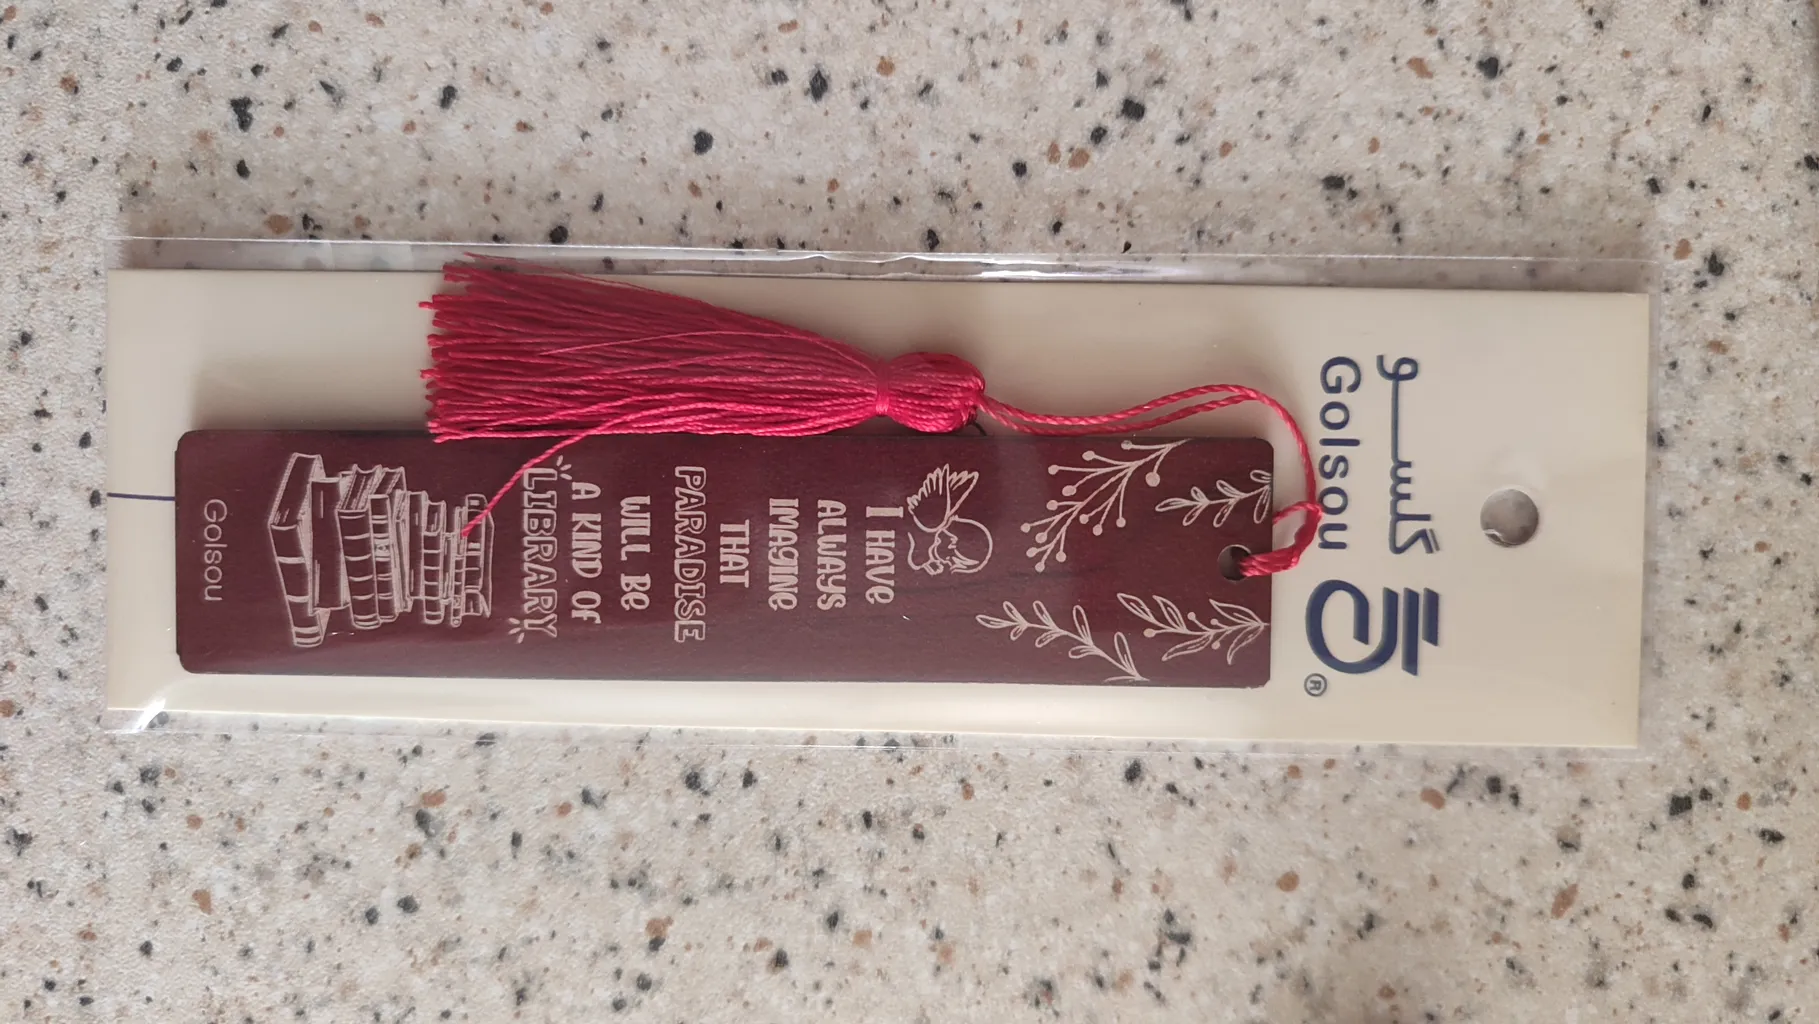 گلسو
Golsou
®
I HAVE
ALWAYS
IMAGINE
THAT
PARADISE
WILL BE
A KIND OF
LIBRARY
Golsou